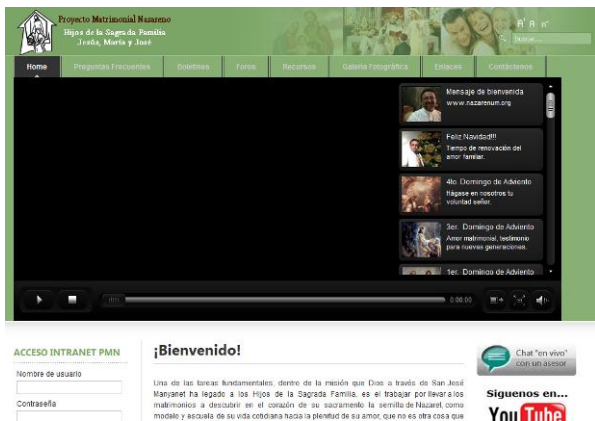 Proyecto Matrimonial Nazareno
Hijos de la Sagrada Familia
Jesús, María y José
A A A
buscar...
Home
Preguntas Frecuentes
Boletines
Foros
Recursos
Galería Fotográfica
Enlaces
Contáctenos
Mensaje de bienvenida
www.nazarenum.org
Feliz Navidad!!!
Tiempo de renovación del
amor familiar.
4to. Domingo de Adviento
Hágase en nosotros tu
voluntad señor.
3er. Domingo de Adviento
Amor matrimonial, testimonio
para nuevas generaciones.
1er. Domingo de Adviento
0:00:00
ACCESO INTRANET PMN
Nombre de usuario
Contraseña
¡Bienvenido!
Una de las tareas fundamentales, dentro de la misión que Dios a través de San José
Manyanet ha legado a los Hijos de la Sagrada Familia, es el trabajar por llevar a los
matrimonios a descubrir en el corazón de su sacramento la semilla de Nazaret, como
modelo y escuela de su vida cotidiana hacia la plenitud de su amor, que no es otra cosa que
Chat "en vivo"
con un asesor
Siguenos en...
You Tube